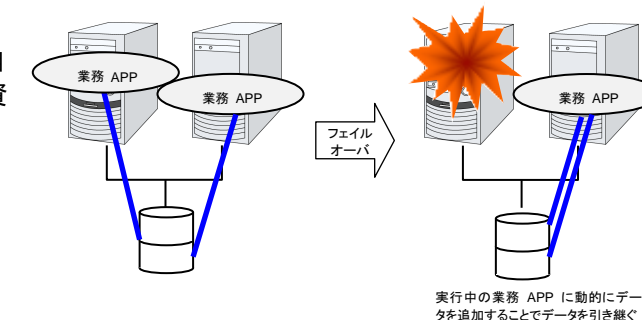 資
業務 APP
業務 APP
フェイル
オーバ
業務 APP
実行中の業務 APP に動的にデー
タを追加することでデータを引き継ぐ